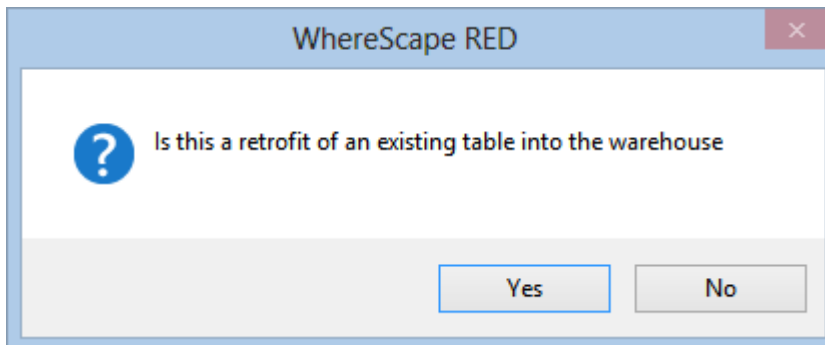 WhereScape RED
Is this a retrofit of an existing table into the warehouse
Yes
No